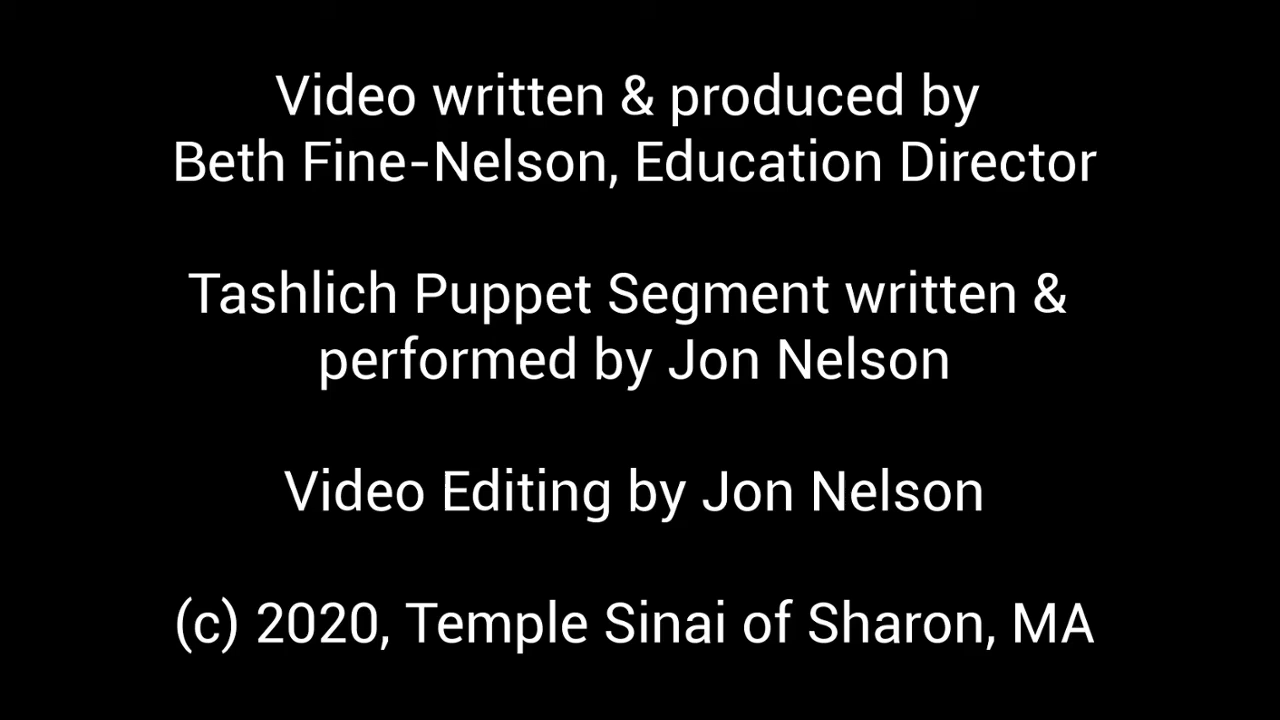 Video written & produced by
Beth Fine-Nelson, Education Director
Tashlich Puppet Segment written &
performed by Jon Nelson
Video Editing by Jon Nelson
(c) 2020, Temple Sinai of Sharon, MA